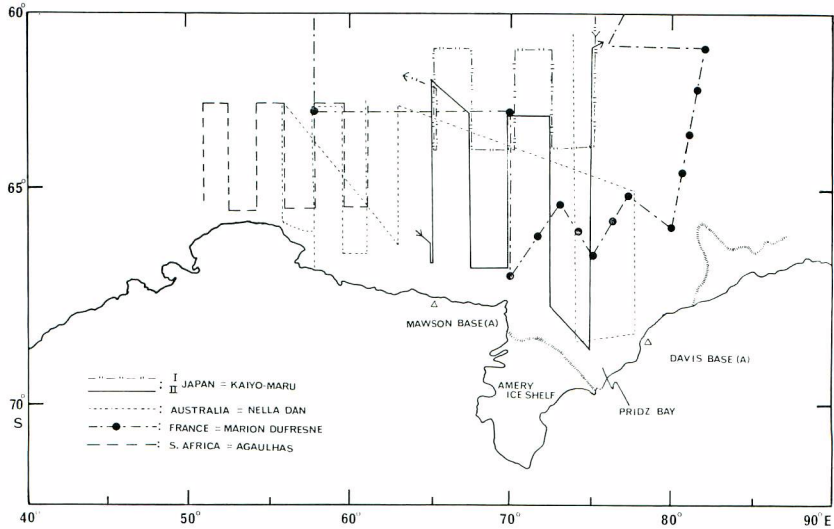 60°
65°
70°
S
MAWSON BASE(A)
DAVIS BASE (A)
AMERY
ICE SHELF
PRIDZ BAY
I
II : JAPAN = KAIYO-MARU
: AUSTRALIA = NELLA DAN
: FRANCE = MARION DUFRESNE
: S. AFRICA = AGAULHAS
40° 50° 60° 70° 80° 90°E